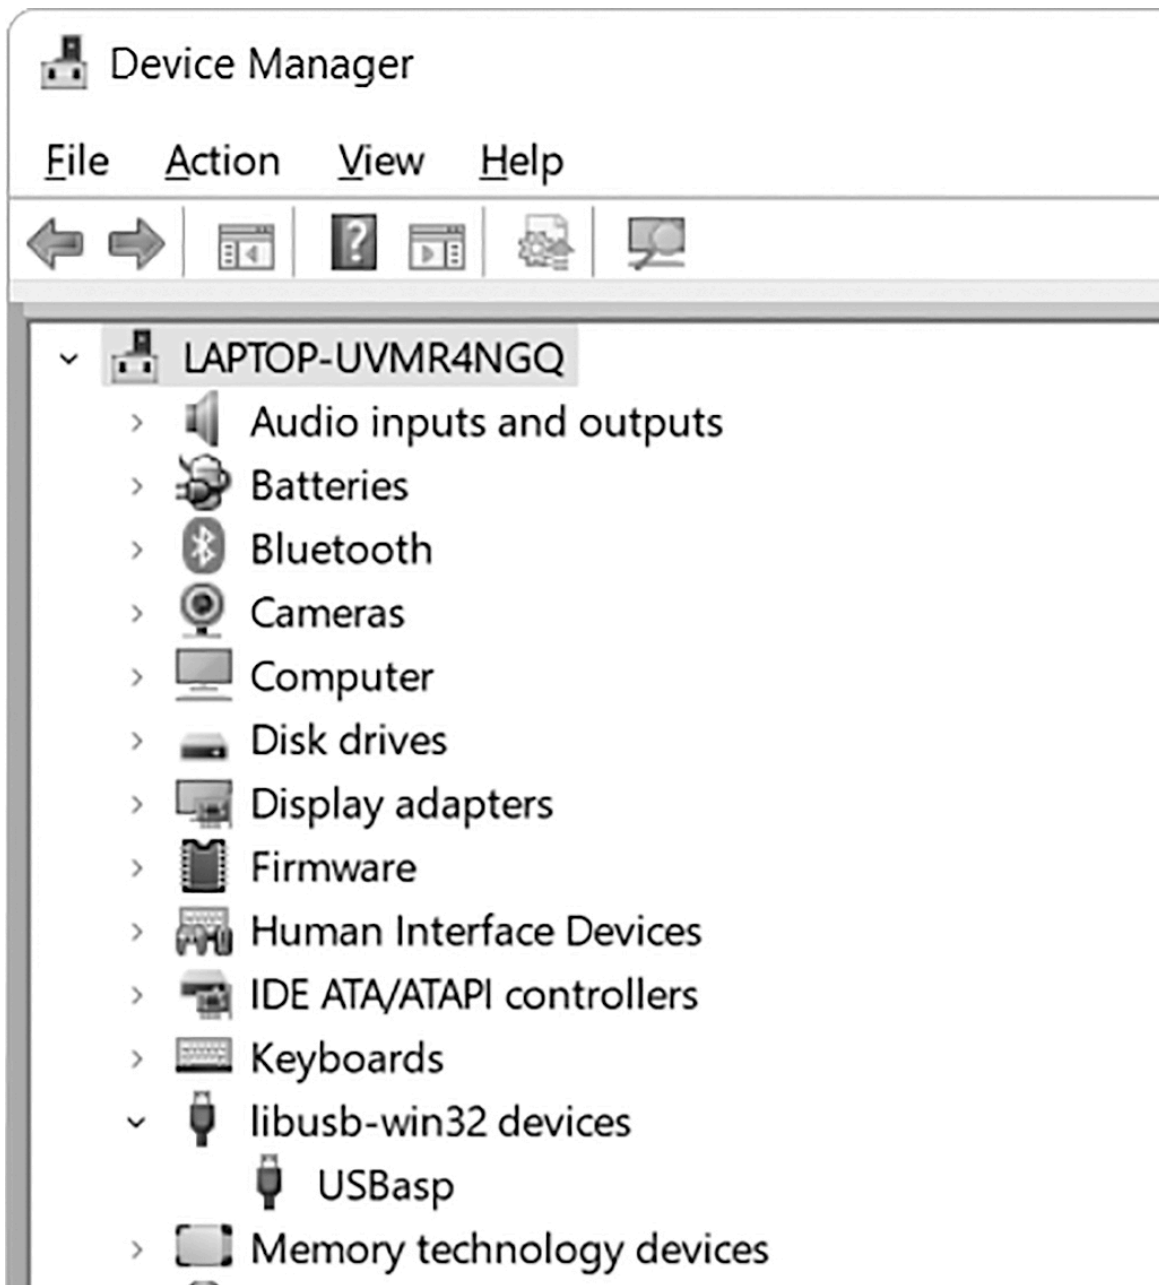 Device Manager
File Action View Help
LAPTOP-UVMR4NGQ
Audio inputs and outputs
Batteries
Bluetooth
Cameras
Computer
Disk drives
Display adapters
Firmware
Human Interface Devices
IDE ATA/ATAPI controllers
Keyboards
libusb-win32 devices
USBasp
Memory technology devices